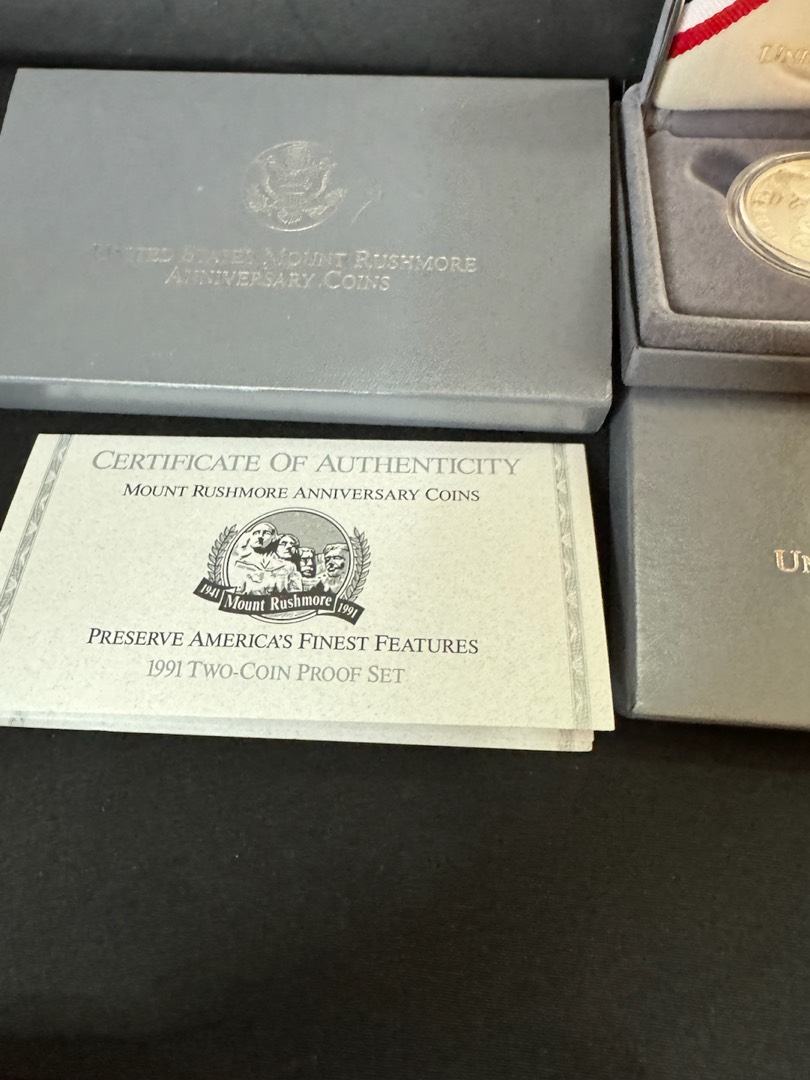 UNITED STATES MOUNT RUSHMORE
ANNIVERSARY COINS
CERTIFICATE OF AUTHENTICITY
MOUNT RUSHMORE ANNIVERSARY COINS
1941 Mount Rushmore 1991
PRESERVE AMERICA'S FINEST FEATURES
1991 TWO-COIN PROOF SET